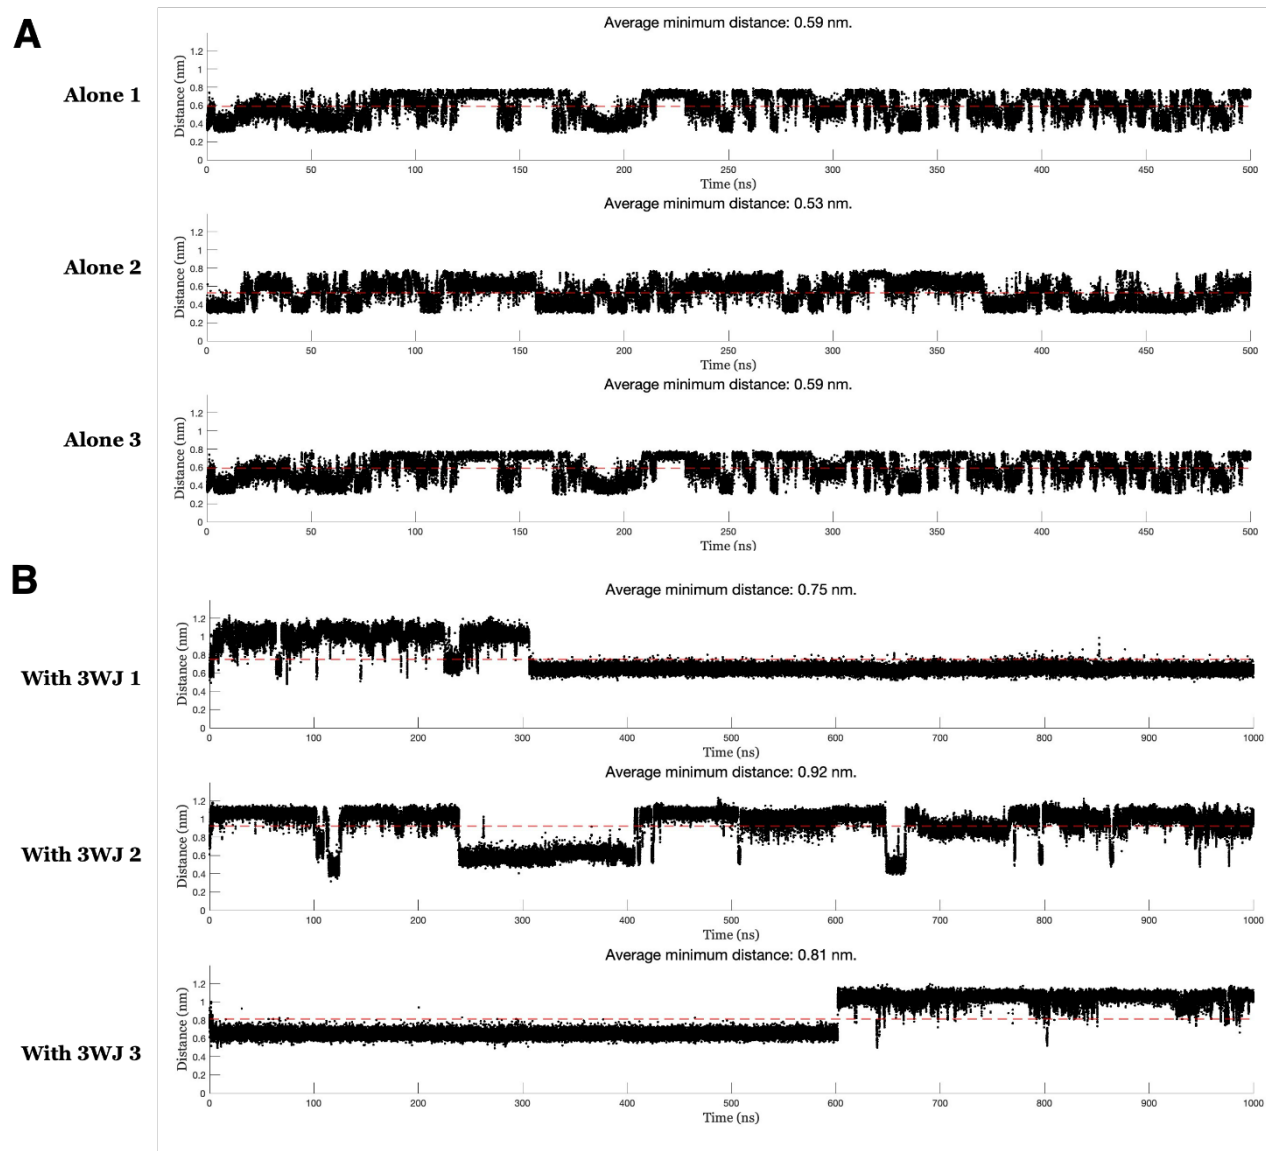 A
Average minimum distance: 0.59 nm.
Alone 1
Distance (nm)
1.2
1
0.8
0.6
0.4
0.2
0
0 50 100 150 200 250 300 350 400 450 500
Time (ns)
Average minimum distance: 0.53 nm.
Alone 2
Distance (nm)
1.2
1
0.8
0.6
0.4
0.2
0
0 50 100 150 200 250 300 350 400 450 500
Time (ns)
Average minimum distance: 0.59 nm.
Alone 3
Distance (nm)
1.2
1
0.8
0.6
0.4
0.2
0
0 50 100 150 200 250 300 350 400 450 500
Time (ns)
B
Average minimum distance: 0.75 nm.
With 3WJ 1
Distance (nm)
1.2
1
0.8
0.6
0.4
0.2
0
0 100 200 300 400 500 600 700 800 900 1000
Time (ns)
Average minimum distance: 0.92 nm.
With 3WJ 2
Distance (nm)
1.2
1
0.8
0.6
0.4
0.2
0
0 100 200 300 400 500 600 700 800 900 1000
Time (ns)
Average minimum distance: 0.81 nm.
With 3WJ 3
Distance (nm)
1.2
1
0.8
0.6
0.4
0.2
0
0 100 200 300 400 500 600 700 800 900 1000
Time (ns)